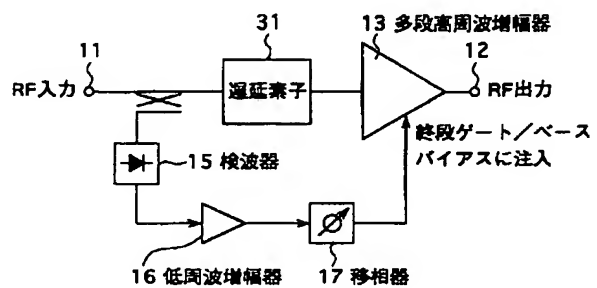 31
13 多段高周波増幅器
11
12
RF入力
遅延素子
RF出力
終段ゲート/ベース
バイアスに注入
15 検波器
16 低周波増幅器
17 移相器